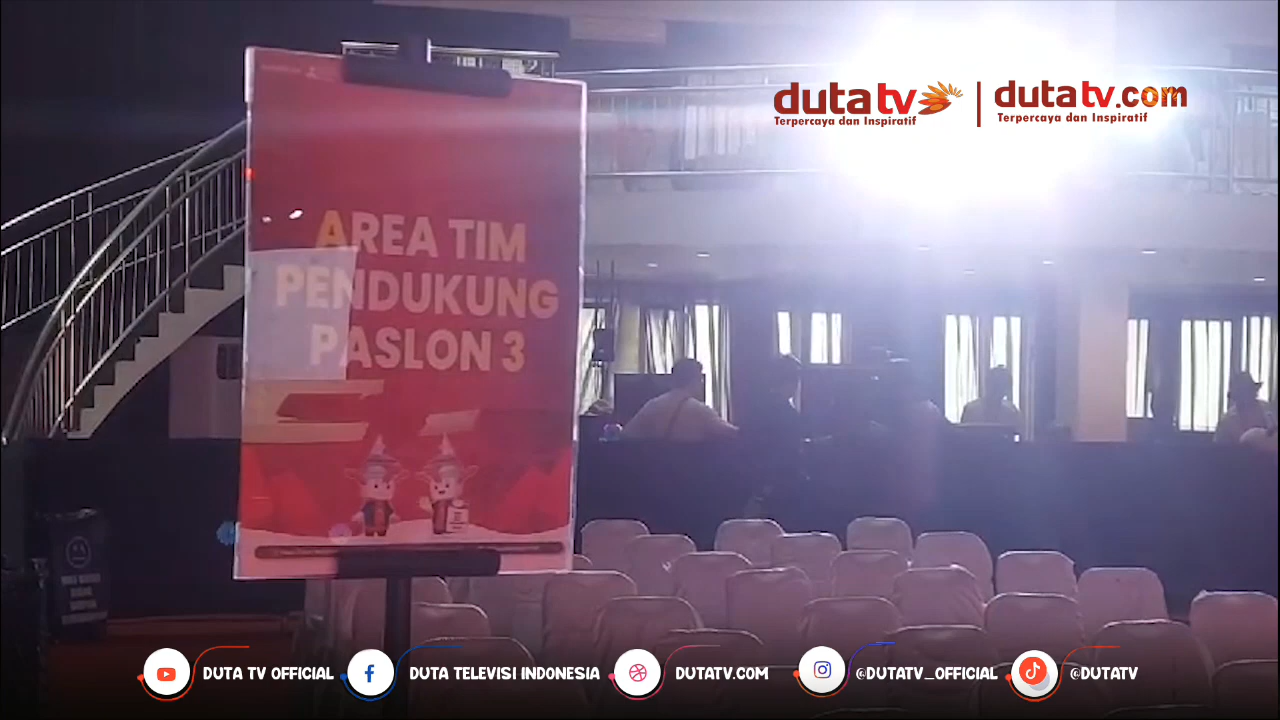 dutatv
Terpercaya dan Inspiratif
dutatv.com
Terpercaya dan Inspiratif
AREA TIM
PENDUKUNG
PASLON 3
DUTA TV OFFICIAL
DUTA TELEVISI INDONESIA
DUTATV.COM
@DUTATV_OFFICIAL
@DUTATV